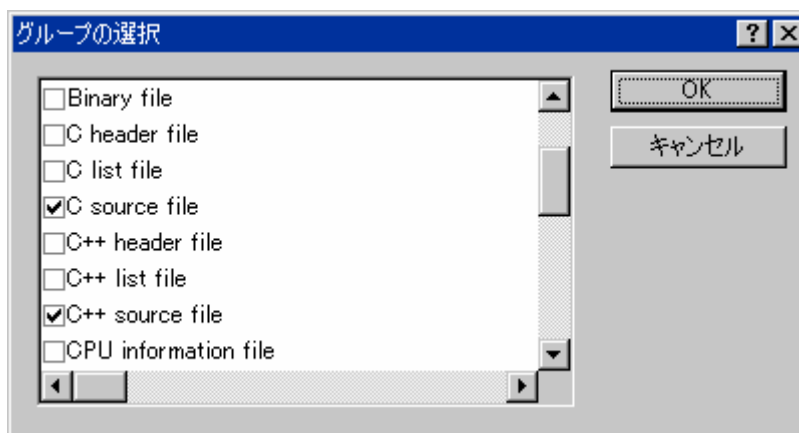 グループの選択
Binary file
C header file
C list file
C source file
C++ header file
C++ list file
C++ source file
CPU information file
OK
キャンセル